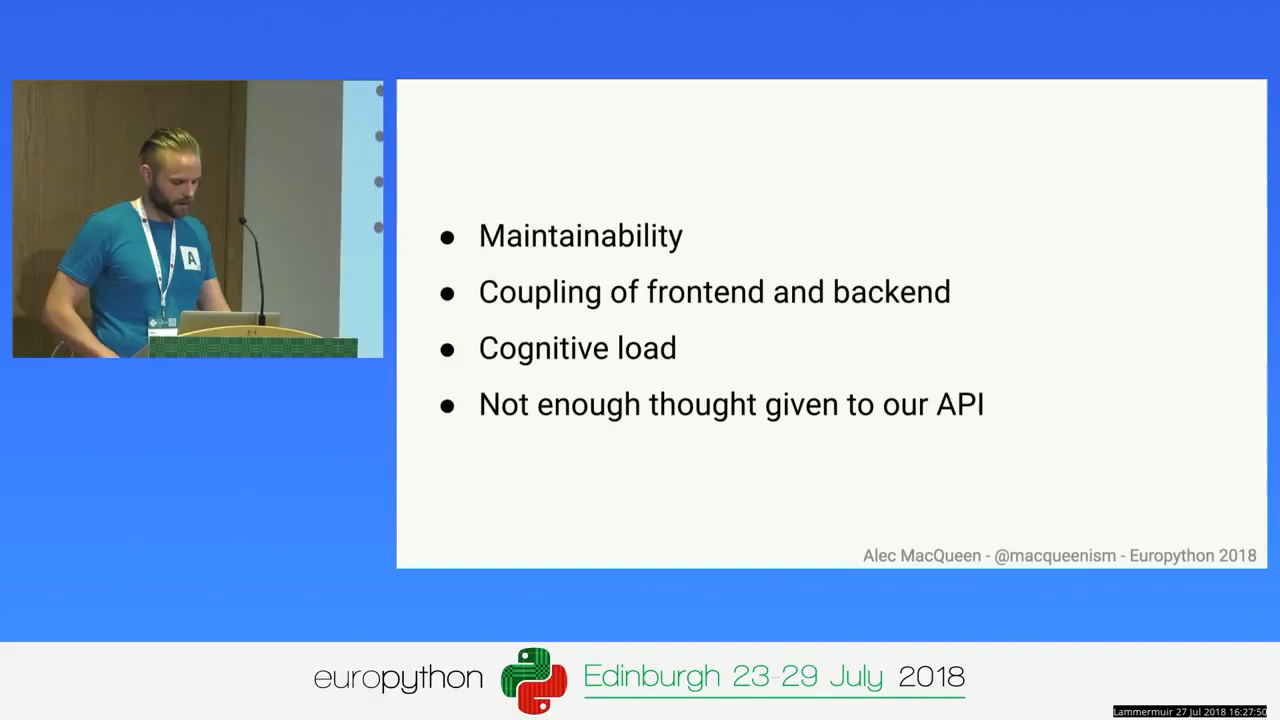 A
● Maintainability
● Coupling of frontend and backend
● Cognitive load
● Not enough thought given to our API
Alec MacQueen - @macqueenism - Europython 2018
europython Edinburgh 23-29 July 2018
Lammermuir 27 Jul 2018 16:27:50